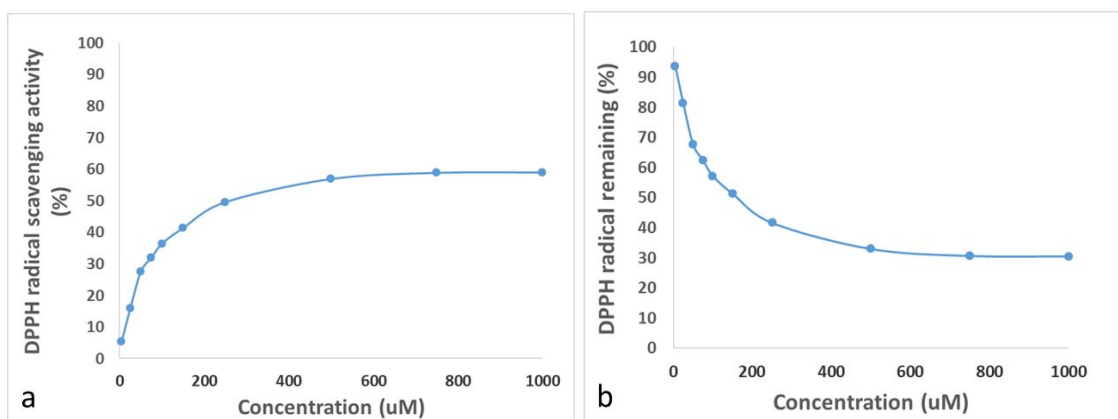 DPPH radical scavenging activity
(%)
100
90
80
70
60
50
40
30
20
10
0
0 200 400 600 800 1000
Concentration (uM)
a
DPPH radical remaining (%)
100
90
80
70
60
50
40
30
20
10
0
0 200 400 600 800 1000
Concentration (uM)
b